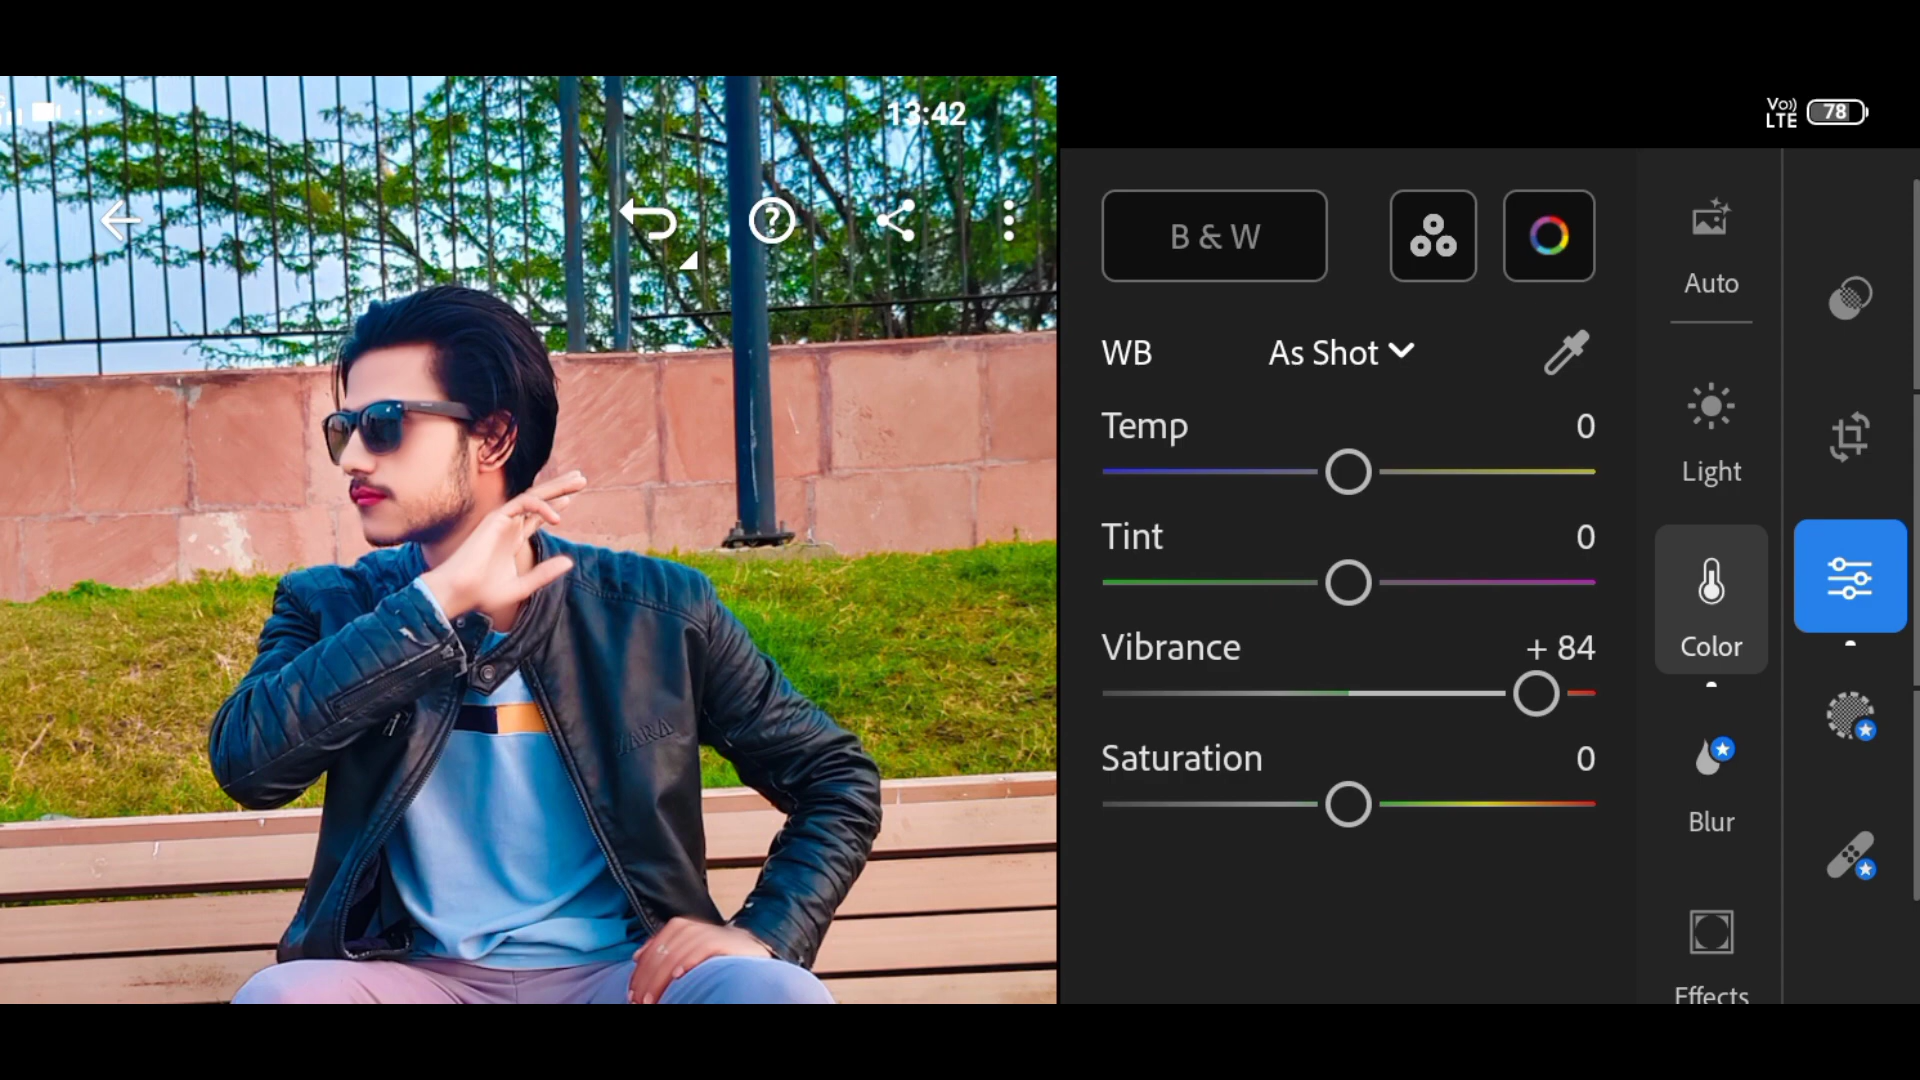 13:42
Vo))
LTE
78
B & W
WB As Shot
Temp 0
Tint 0
Vibrance + 84
Saturation 0
Auto
Light
Color
Blur
Effects
ZARA